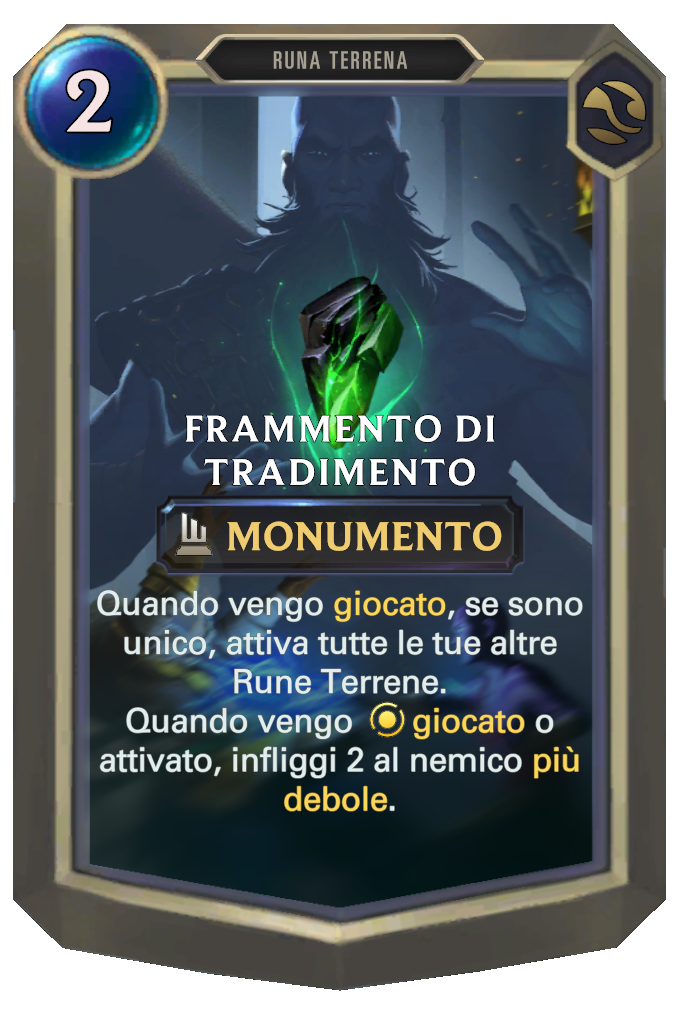 RUNA TERRENA
2
FRAMMENTO DI
TRADIMENTO
MONUMENTO
Quando vengo giocato, se sono
unico, attiva tutte le tue altre
Rune Terrene.
Quando vengo giocato o
attivato, infliggi 2 al nemico più
debole.